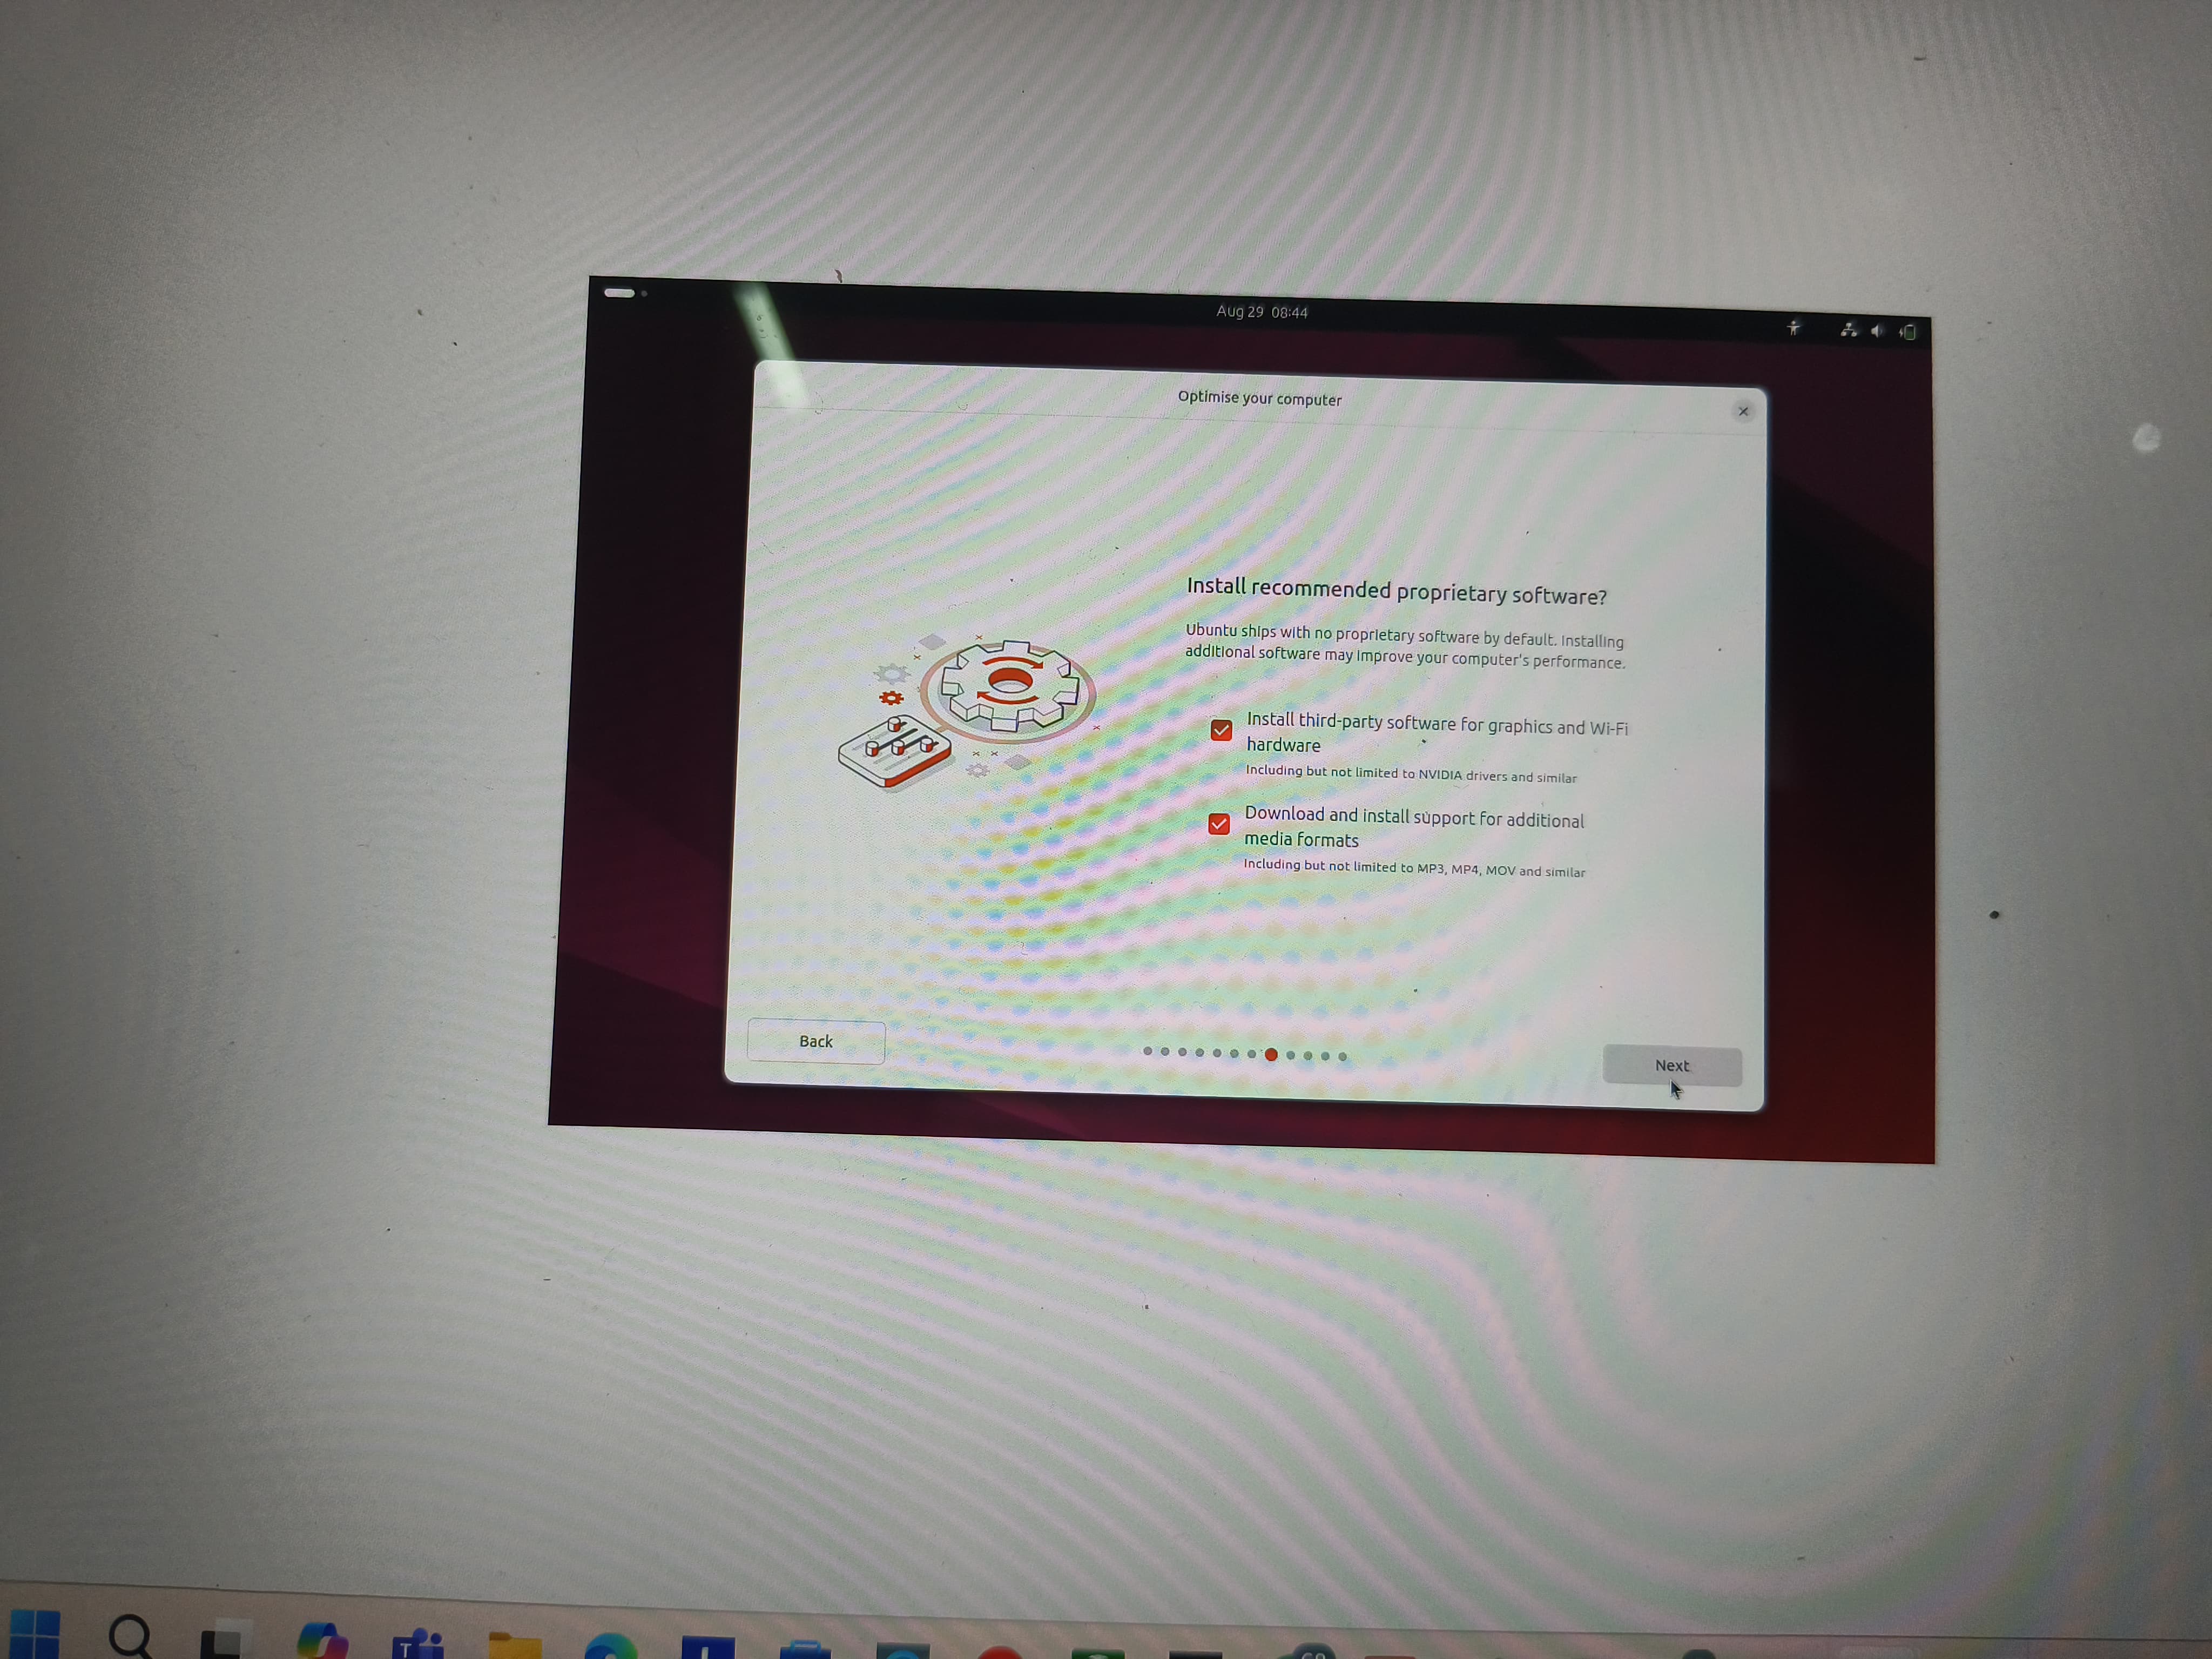 Aug 29 08:44
Optimise your computer
Install recommended proprietary software?
Ubuntu ships with no proprietary software by default. Installing
additional software may improve your computer's performance.
Install third-party software for graphics and Wi-Fi
hardware
Including but not limited to NVIDIA drivers and similar
Download and install support for additional
media formats
Including but not limited to MP3, MP4, MOV and similar
Back
Next
T